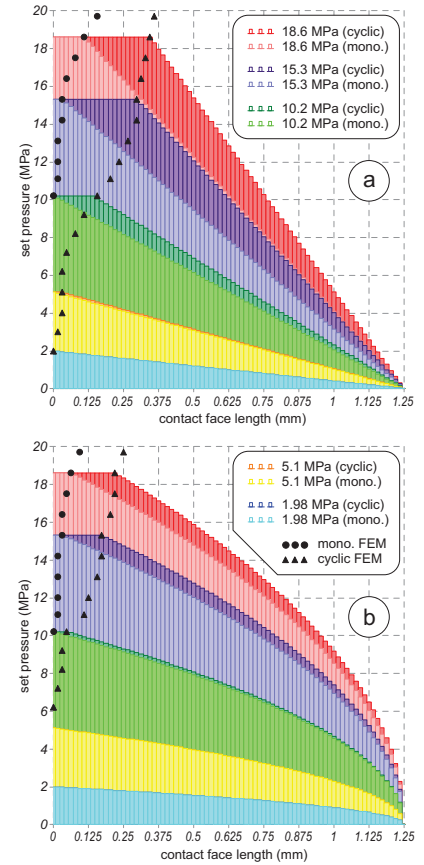 20
18
16
14
12
10
8
6
4
2
0
set pressure (MPa)
18.6 MPa (cyclic)
18.6 MPa (mono.)
15.3 MPa (cyclic)
15.3 MPa (mono.)
10.2 MPa (cyclic)
10.2 MPa (mono.)
a
0 0.125 0.25 0.375 0.5 0.625 0.75 0.875 1 1.125 1.25
contact face length (mm)
20
18
16
14
12
10
8
6
4
2
0
set pressure (MPa)
5.1 MPa (cyclic)
5.1 MPa (mono.)
1.98 MPa (cyclic)
1.98 MPa (mono.)
mono. FEM
cyclic FEM
b
0 0.125 0.25 0.375 0.5 0.625 0.75 0.875 1 1.125 1.25
contact face length (mm)